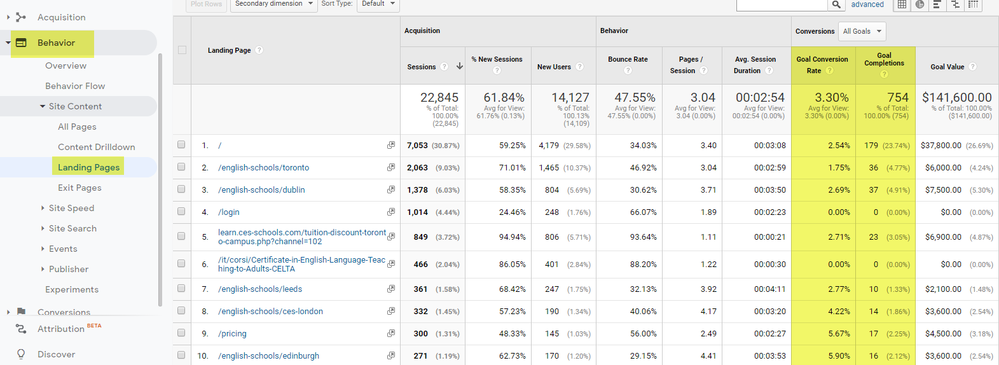 Plot Rows Secondary dimension Sort Type: Default advanced
Acquisition
Behavior
Overview
Behavior Flow
Site Content
All Pages
Content Drilldown
Landing Pages
Exit Pages
Site Speed
Site Search
Events
Publisher
Experiments
Conversions
Attribution BETA
Discover
Acquisition Behavior Conversions All Goals
Landing Page ? Sessions ? % New Sessions ? New Users ? Bounce Rate ? Pages / Session ? Avg. Session Duration ? Goal Conversion Rate ? Goal Completions ? Goal Value ?
22,845 61.84% 14,127 47.55% 3.04 00:02:54 3.30% 754 $141,600.00
% of Total: 100.00% (22,845) Avg for View: 61.76% (0.13%) % of Total: 100.13% (14,109) Avg for View: 47.55% (0.00%) Avg for View: 3.04 (0.00%) Avg for View: 00:02:54 (0.00%) Avg for View: 3.30% (0.00%) % of Total: 100.00% (754) % of Total: 100.00% ($141,600.00)
1. / 7,053 (30.87%) 59.25% 4,179 (29.58%) 34.03% 3.40 00:03:08 2.54% 179 (23.74%) $37,800.00 (26.69%)
2. /english-schools/toronto 2,063 (9.03%) 71.01% 1,465 (10.37%) 46.92% 3.04 00:02:59 1.75% 36 (4.77%) $6,000.00 (4.24%)
3. /english-schools/dublin 1,378 (6.03%) 58.35% 804 (5.69%) 30.62% 3.71 00:03:50 2.69% 37 (4.91%) $7,500.00 (5.30%)
4. /login 1,014 (4.44%) 24.46% 248 (1.76%) 66.07% 1.89 00:02:23 0.00% 0 (0.00%) $0.00 (0.00%)
5. learn.ces-schools.com/tuition-discount-toront
o-campus.php?channel=102 849 (3.72%) 94.94% 806 (5.71%) 93.64% 1.11 00:00:21 2.71% 23 (3.05%) $6,900.00 (4.87%)
6. /it/corsi/Certificate-in-English-Language-Teac
hing-to-Adults-CELTA 466 (2.04%) 86.05% 401 (2.84%) 88.20% 1.22 00:00:30 0.00% 0 (0.00%) $0.00 (0.00%)
7. /english-schools/leeds 361 (1.58%) 68.42% 247 (1.75%) 32.13% 3.92 00:04:11 2.77% 10 (1.33%) $2,100.00 (1.48%)
8. /english-schools/ces-london 332 (1.45%) 57.23% 190 (1.34%) 40.06% 4.17 00:03:20 4.22% 14 (1.86%) $3,600.00 (2.54%)
9. /pricing 300 (1.31%) 48.33% 145 (1.03%) 56.00% 2.49 00:02:27 5.67% 17 (2.25%) $4,500.00 (3.18%)
10. /english-schools/edinburgh 271 (1.19%) 62.73% 170 (1.20%) 29.15% 4.41 00:03:53 5.90% 16 (2.12%) $3,600.00 (2.54%)